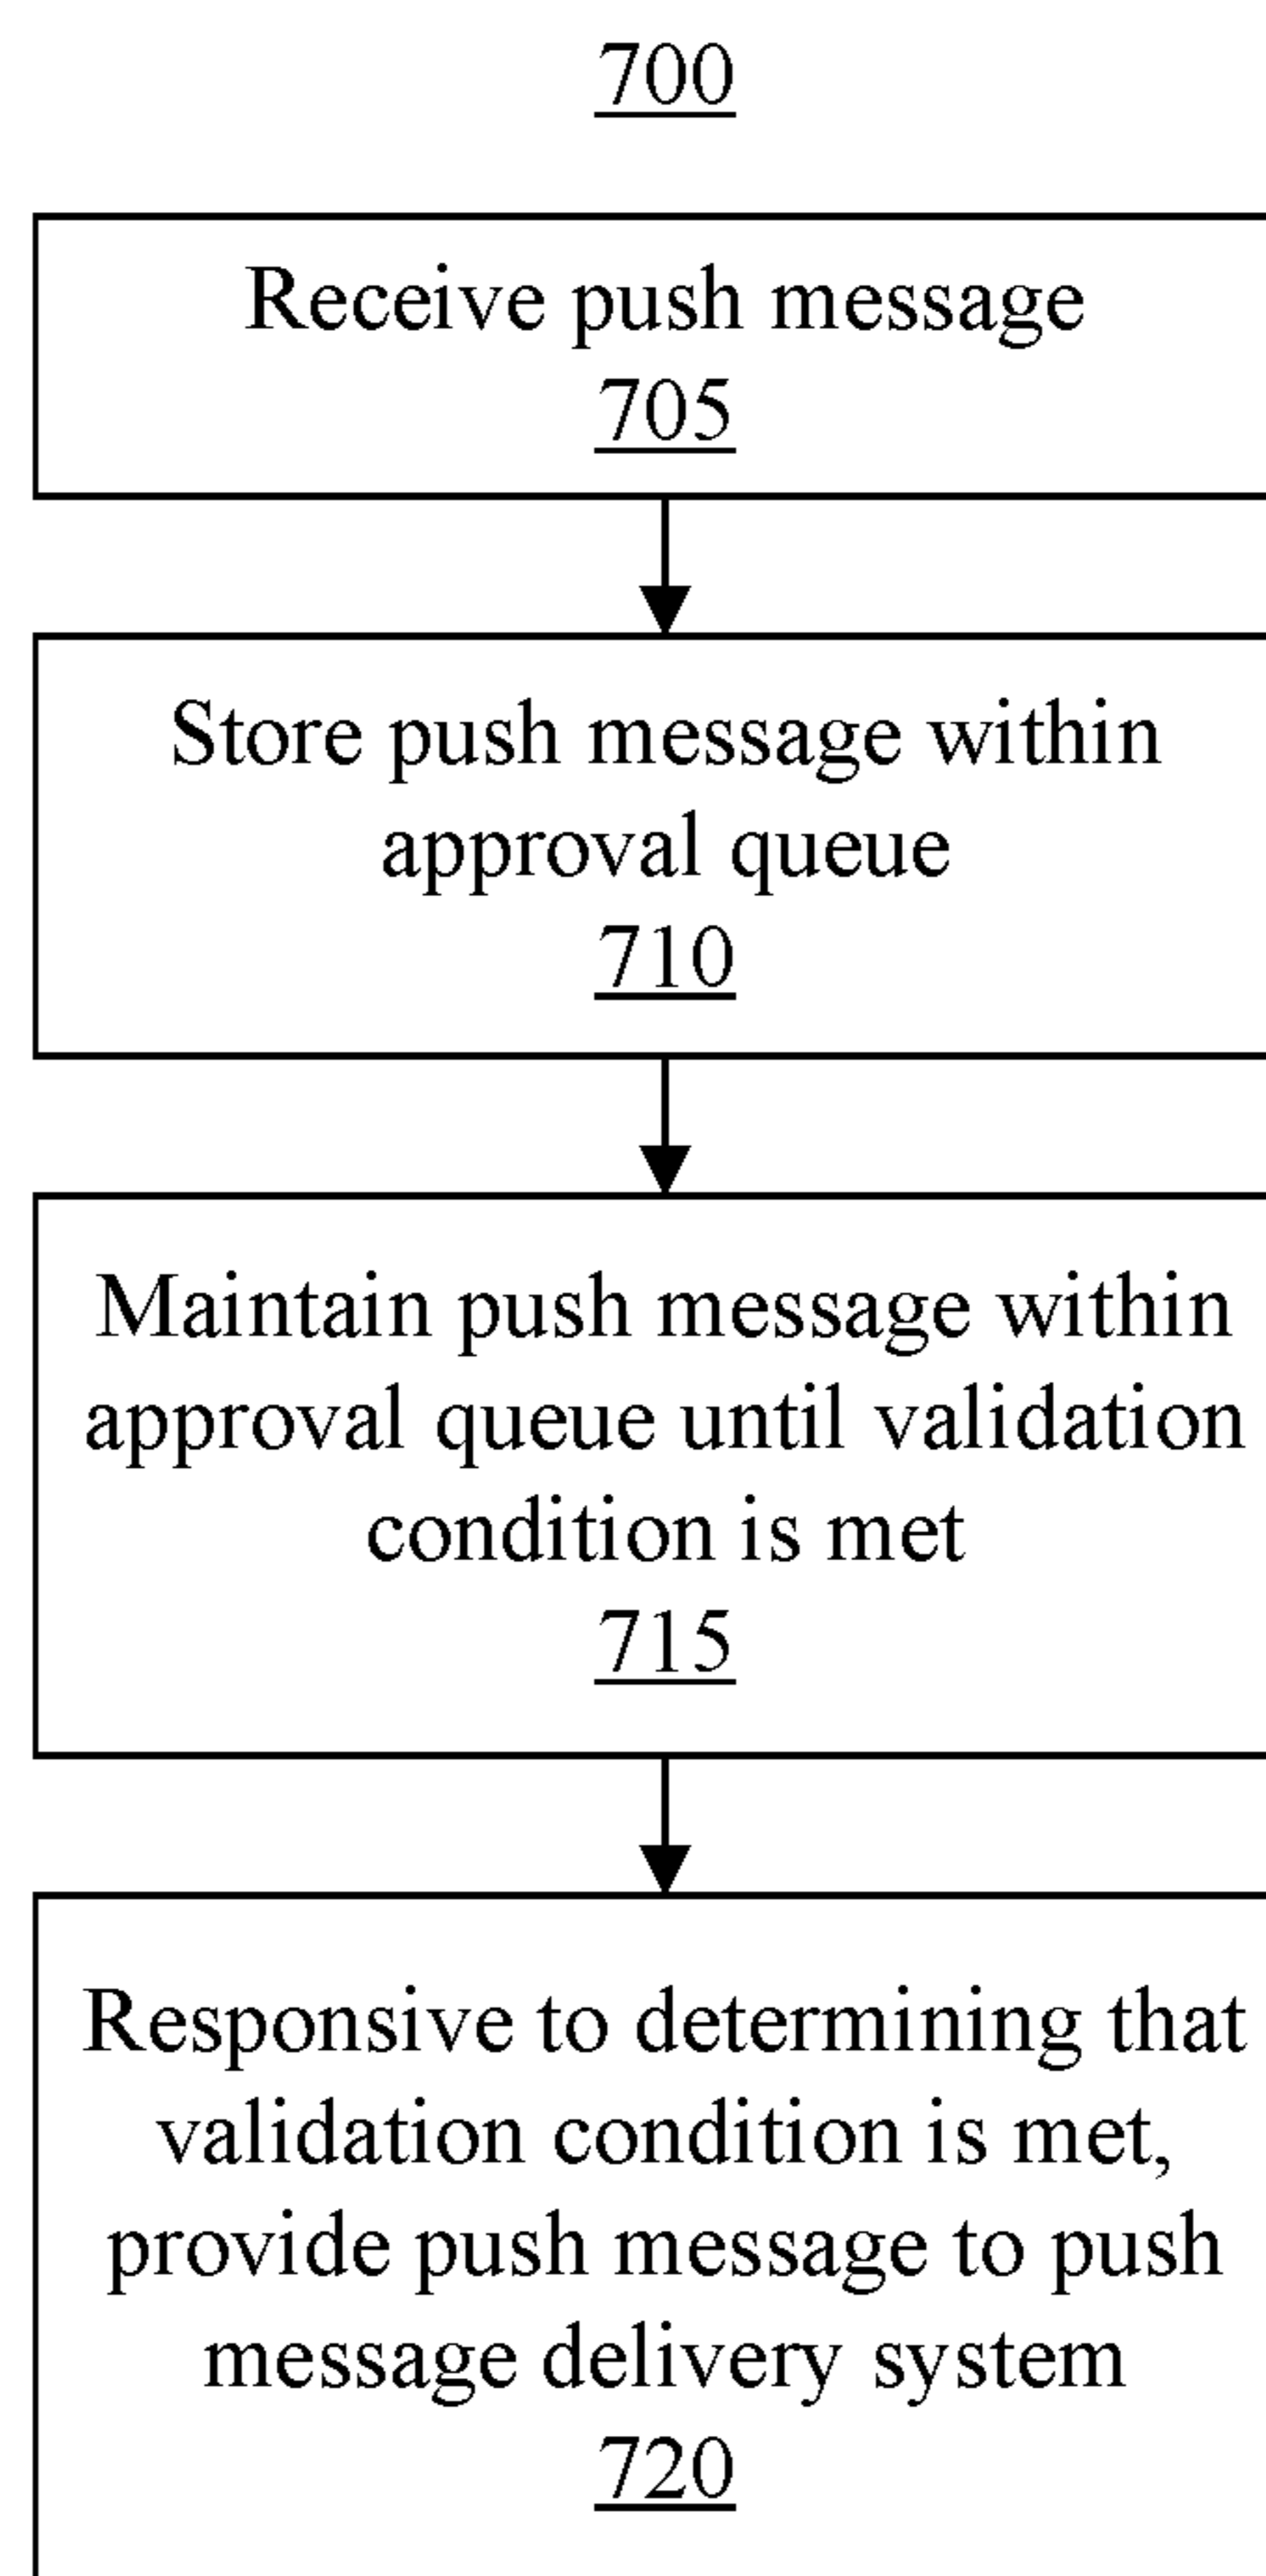 700
Receive push message
705
Store push message within
approval queue
710
Maintain push message within
approval queue until validation
condition is met
715
Responsive to determining that
validation condition is met,
provide push message to push
message delivery system
720